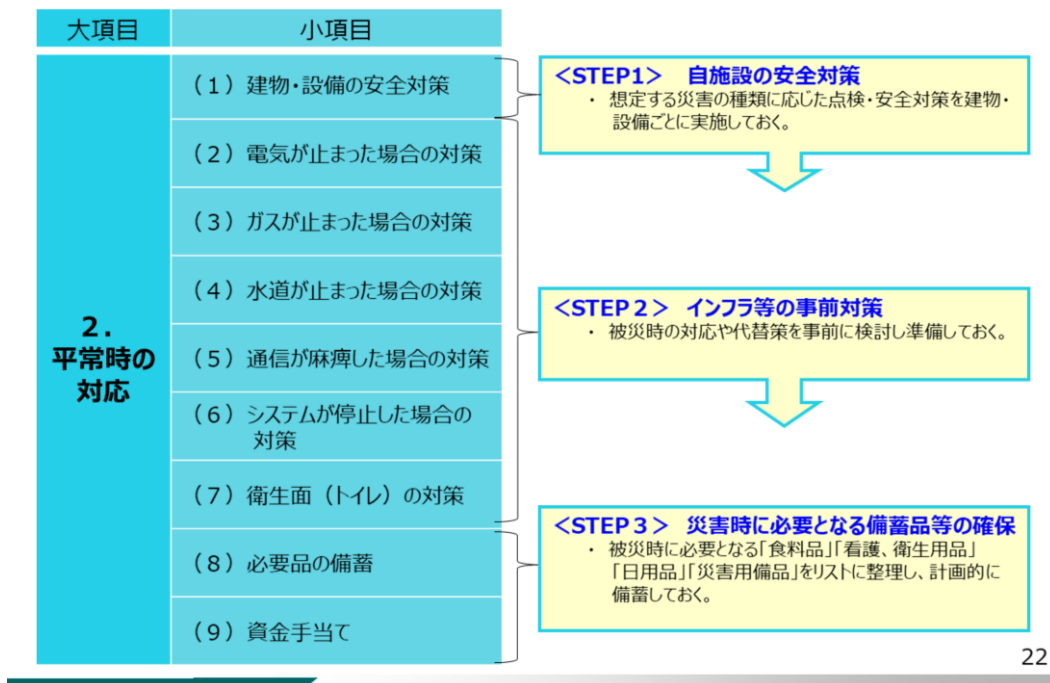 大項目
小項目
2.
平常時の
対応
(1)建物・設備の安全対策
(2)電気が止まった場合の対策
(3)ガスが止まった場合の対策
(4)水道が止まった場合の対策
(5)通信が麻痺した場合の対策
(6)システムが停止した場合の
対策
(7)衛生面(トイレ)の対策
(8)必要品の備蓄
(9)資金手当て
<STEP1> 自施設の安全対策
・ 想定する災害の種類に応じた点検・安全対策を建物・
設備ごとに実施しておく。
<STEP2> インフラ等の事前対策
・ 被災時の対応や代替策を事前に検討し準備しておく。
<STEP3> 災害時に必要となる備蓄品等の確保
・ 被災時に必要となる「食料品」「看護、衛生用品」
「日用品」「災害用備品」をリストに整理し、計画的に
備蓄しておく。
22